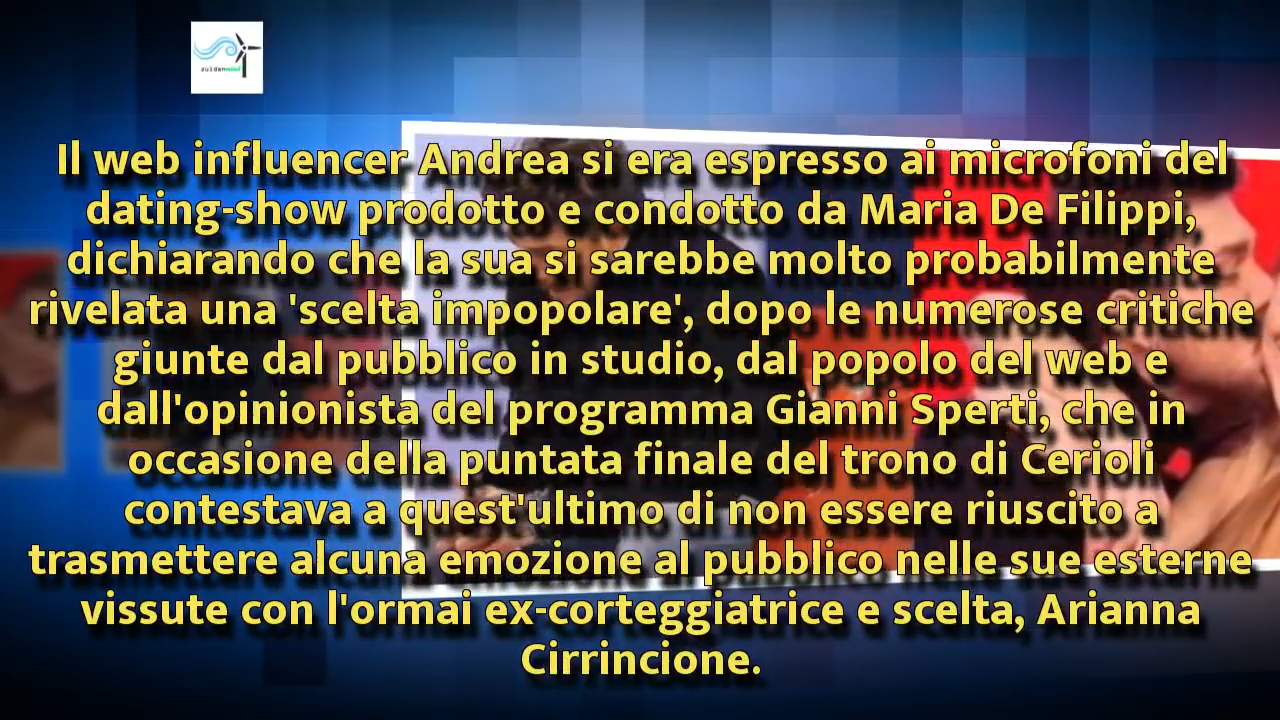 zuidenwind
Il web influencer Andrea si era espresso ai microfoni del
dating-show prodotto e condotto da Maria De Filippi,
dichiarando che la sua si sarebbe molto probabilmente
rivelata una 'scelta impopolare', dopo le numerose critiche
giunte dal pubblico in studio, dal popolo del web e
dall'opinionista del programma Gianni Sperti, che in
occasione della puntata finale del trono di Cerioli
contestava a quest'ultimo di non essere riuscito a
trasmettere alcuna emozione al pubblico nelle sue esterne
vissute con l'ormai ex-corteggiatrice e scelta, Arianna
Cirrincione.